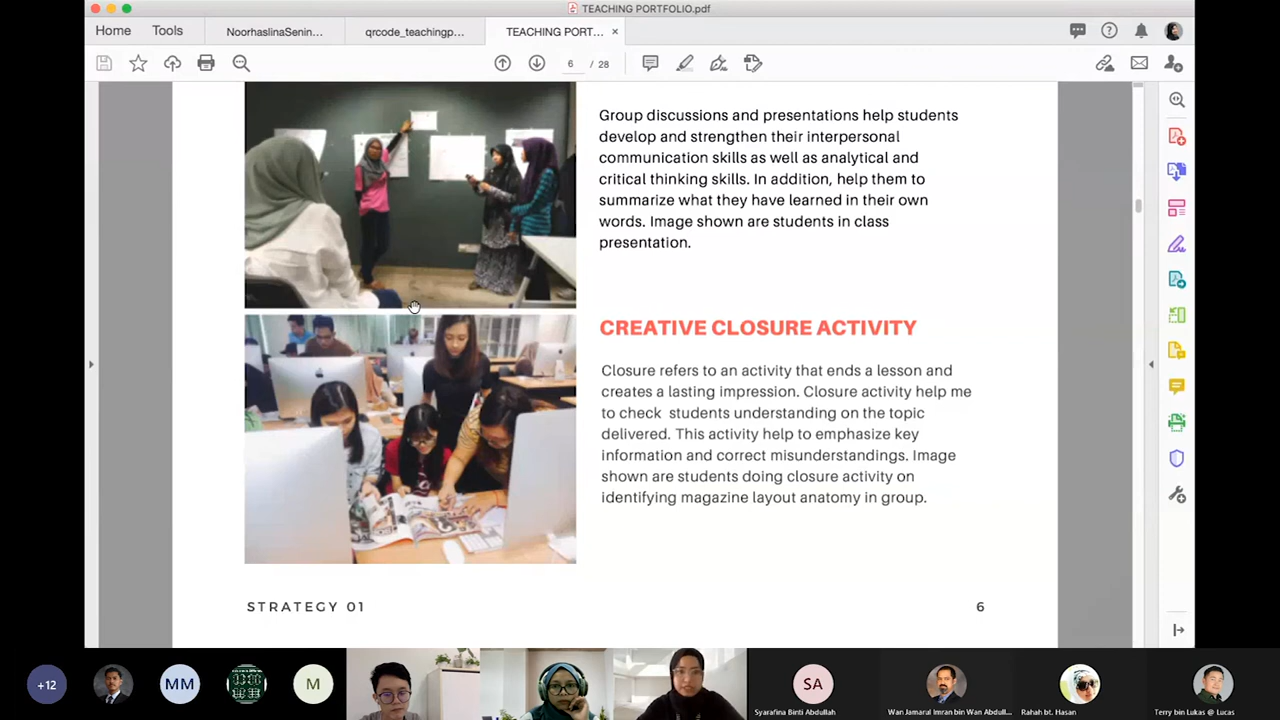 TEACHING PORTFOLIO.pdf
Home
Tools
NoorhaslinaSenin...
qrcode_teachingp...
TEACHING PORT... ×
6 / 28
Group discussions and presentations help students
develop and strengthen their interpersonal
communication skills as well as analytical and
critical thinking skills. In addition, help them to
summarize what they have learned in their own
words. Image shown are students in class
presentation.
CREATIVE CLOSURE ACTIVITY
Closure refers to an activity that ends a lesson and
creates a lasting impression. Closure activity help me
to check students understanding on the topic
delivered. This activity help to emphasize key
information and correct misunderstandings. Image
shown are students doing closure activity on
identifying magazine layout anatomy in group.
STRATEGY 01
6
+12
MM
M
SA
Syarafina Binti Abdullah
Wan Jamarul Imran bin Wan Abdull...
Rahah bt. Hasan
Terry bin Lukas @ Lucas